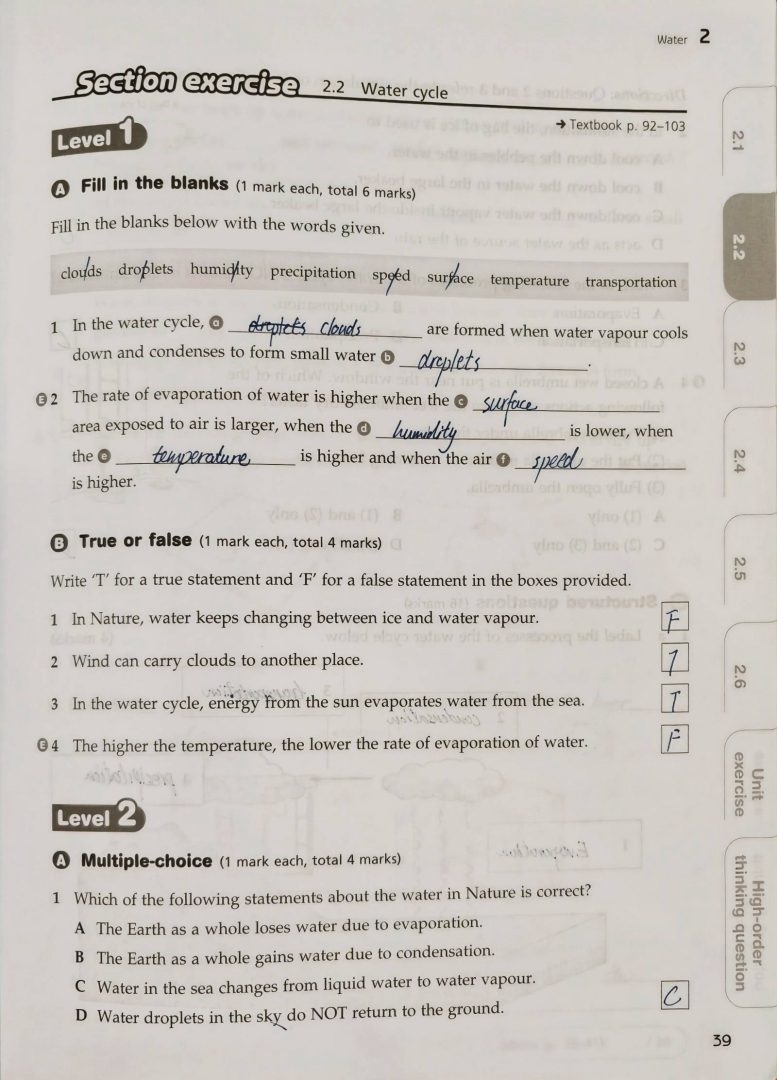 Water 2
Section exercise 2.2 Water cycle
→ Textbook p. 92–103
Level 1
A Fill in the blanks (1 mark each, total 6 marks)
Fill in the blanks below with the words given.
clouds droplets humidity precipitation speed surface temperature transportation
1 In the water cycle, a droplets clouds are formed when water vapour cools
down and condenses to form small water b droplets .
E 2 The rate of evaporation of water is higher when the c surface
area exposed to air is larger, when the d humidity is lower, when
the e temperature is higher and when the air f speed
is higher.
B True or false (1 mark each, total 4 marks)
Write 'T' for a true statement and 'F' for a false statement in the boxes provided.
1 In Nature, water keeps changing between ice and water vapour. F
2 Wind can carry clouds to another place. T
3 In the water cycle, energy from the sun evaporates water from the sea. T
E 4 The higher the temperature, the lower the rate of evaporation of water. F
Level 2
A Multiple-choice (1 mark each, total 4 marks)
1 Which of the following statements about the water in Nature is correct?
A The Earth as a whole loses water due to evaporation.
B The Earth as a whole gains water due to condensation.
C Water in the sea changes from liquid water to water vapour.
D Water droplets in the sky do NOT return to the ground. C
39
2.1
2.2
2.3
2.4
2.5
2.6
Unit
exercise
High-order
thinking question